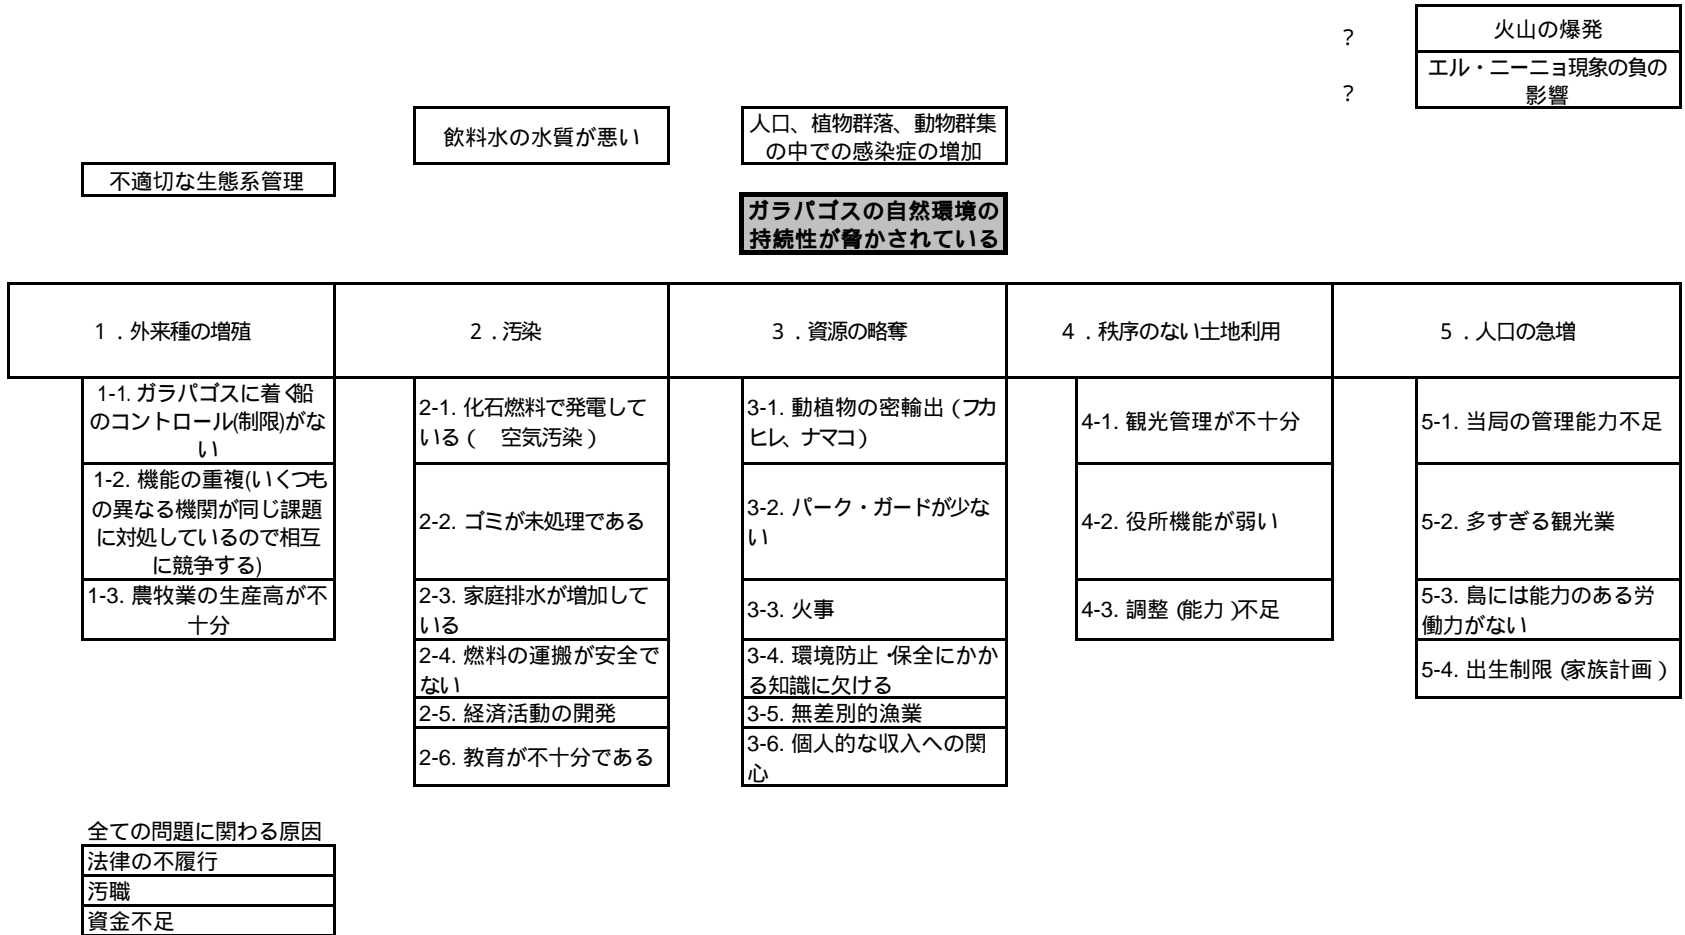 ?
火山の爆発
エル・ニーニョ現象の負の
影響
?
飲料水の水質が悪い
人口、植物群落、動物群集
の中での感染症の増加
不適切な生態系管理
ガラパゴスの自然環境の
持続性が脅かされている
1．外来種の増殖
2．汚染
3．資源の略奪
4．秩序のない土地利用
5．人口の急増
1-1. ガラパゴスに着く船
のコントロール(制限)がな
い
1-2. 機能の重複(いくつも
の異なる機関が同じ課題
に対処しているので相互
に競争する)
1-3. 農牧業の生産高が不
十分
2-1. 化石燃料で発電して
いる（　空気汚染）
2-2. ゴミが未処理である
2-3. 家庭排水が増加して
いる
2-4. 燃料の運搬が安全で
ない
2-5. 経済活動の開発
2-6. 教育が不十分である
3-1. 動植物の密輸出（フカ
ヒレ、ナマコ）
3-2. パーク・ガードが少な
い
3-3. 火事
3-4. 環境防止・保全にかか
る知識に欠ける
3-5. 無差別的漁業
3-6. 個人的な収入への関
心
4-1. 観光管理が不十分
4-2. 役所機能が弱い
4-3. 調整（能力）不足
5-1. 当局の管理能力不足
5-2. 多すぎる観光業
5-3. 島には能力のある労
働力がない
5-4. 出生制限（家族計画）
全ての問題に関わる原因
法律の不履行
汚職
資金不足